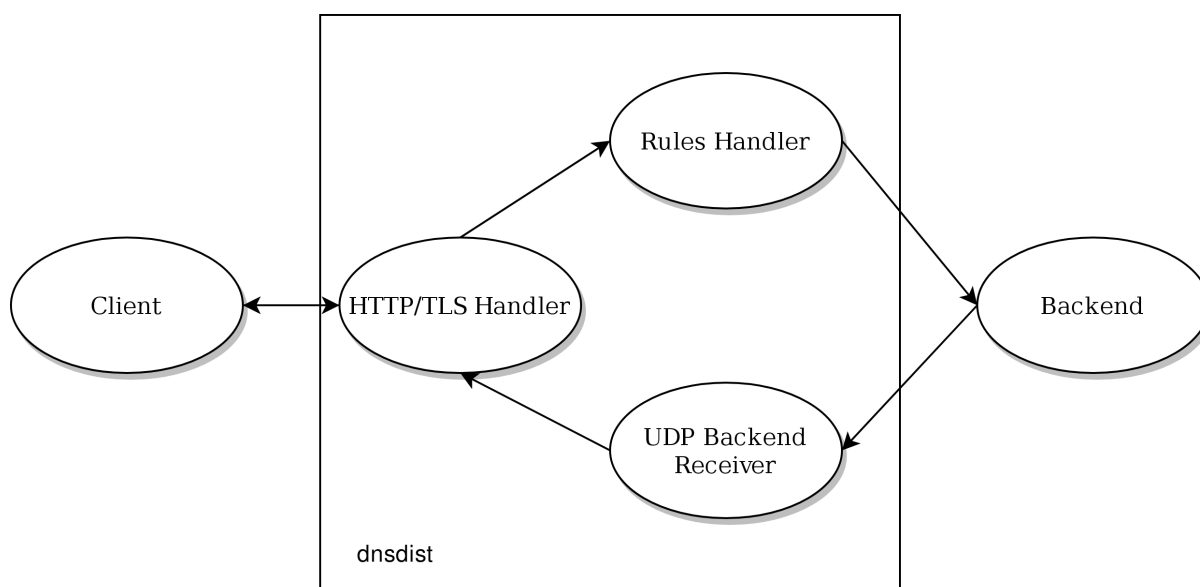 Rules Handler
Client
HTTP/TLS Handler
Backend
UDP Backend
Receiver
dnsdist